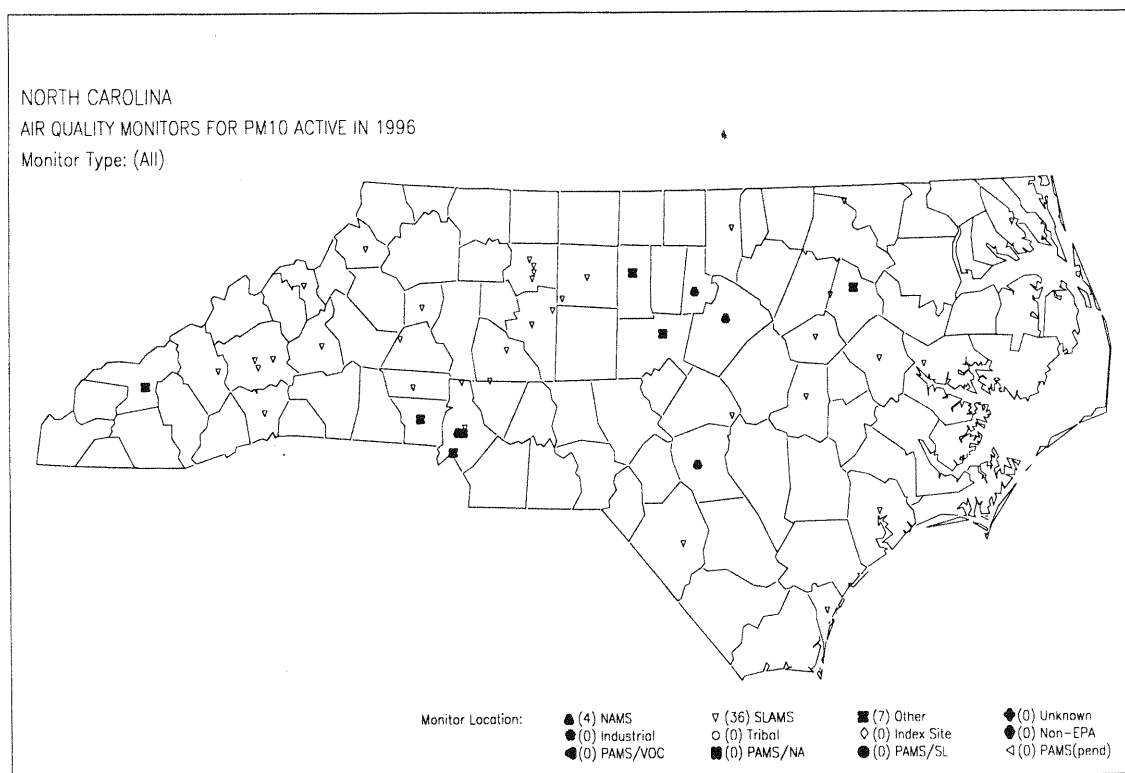 NORTH CAROLINA
AIR QUALITY MONITORS FOR PM10 ACTIVE IN 1996
Monitor Type: (All)
Monitor Location: (4) NAMS (36) SLAMS (7) Other (0) Unknown
(0) Industrial (0) Tribal (0) Index Site (0) Non-EPA
(0) PAMS/VOC (0) PAMS/NA (0) PAMS/SL (0) PAMS(pend)